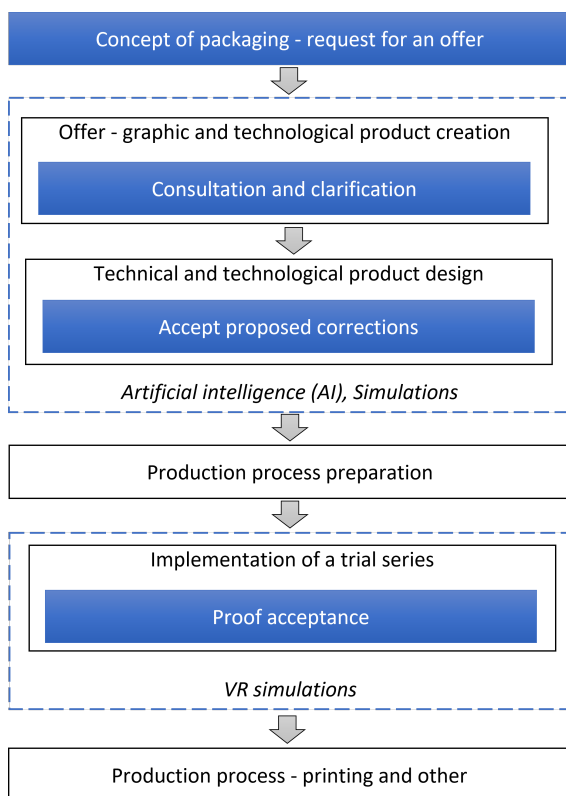 Concept of packaging - request for an offer
Offer - graphic and technological product creation
Consultation and clarification
Technical and technological product design
Accept proposed corrections
Artificial intelligence (AI), Simulations
Production process preparation
Implementation of a trial series
Proof acceptance
VR simulations
Production process - printing and other